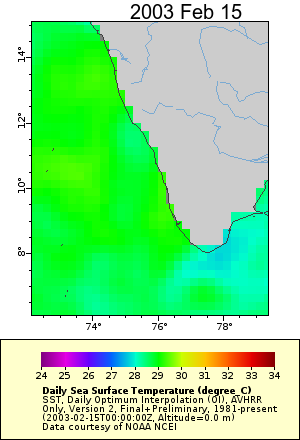 2003 Feb 15
14°
12°
10°
8°
74°
76°
78°
24 25 26 27 28 29 30 31 32 33 34
Daily Sea Surface Temperature (degree_C)
SST, Daily Optimum Interpolation (OI), AVHRR
Only, Version 2, Final+Preliminary, 1981-present
(2003-02-15T00:00:00Z, Altitude=0.0 m)
Data courtesy of NOAA NCEI